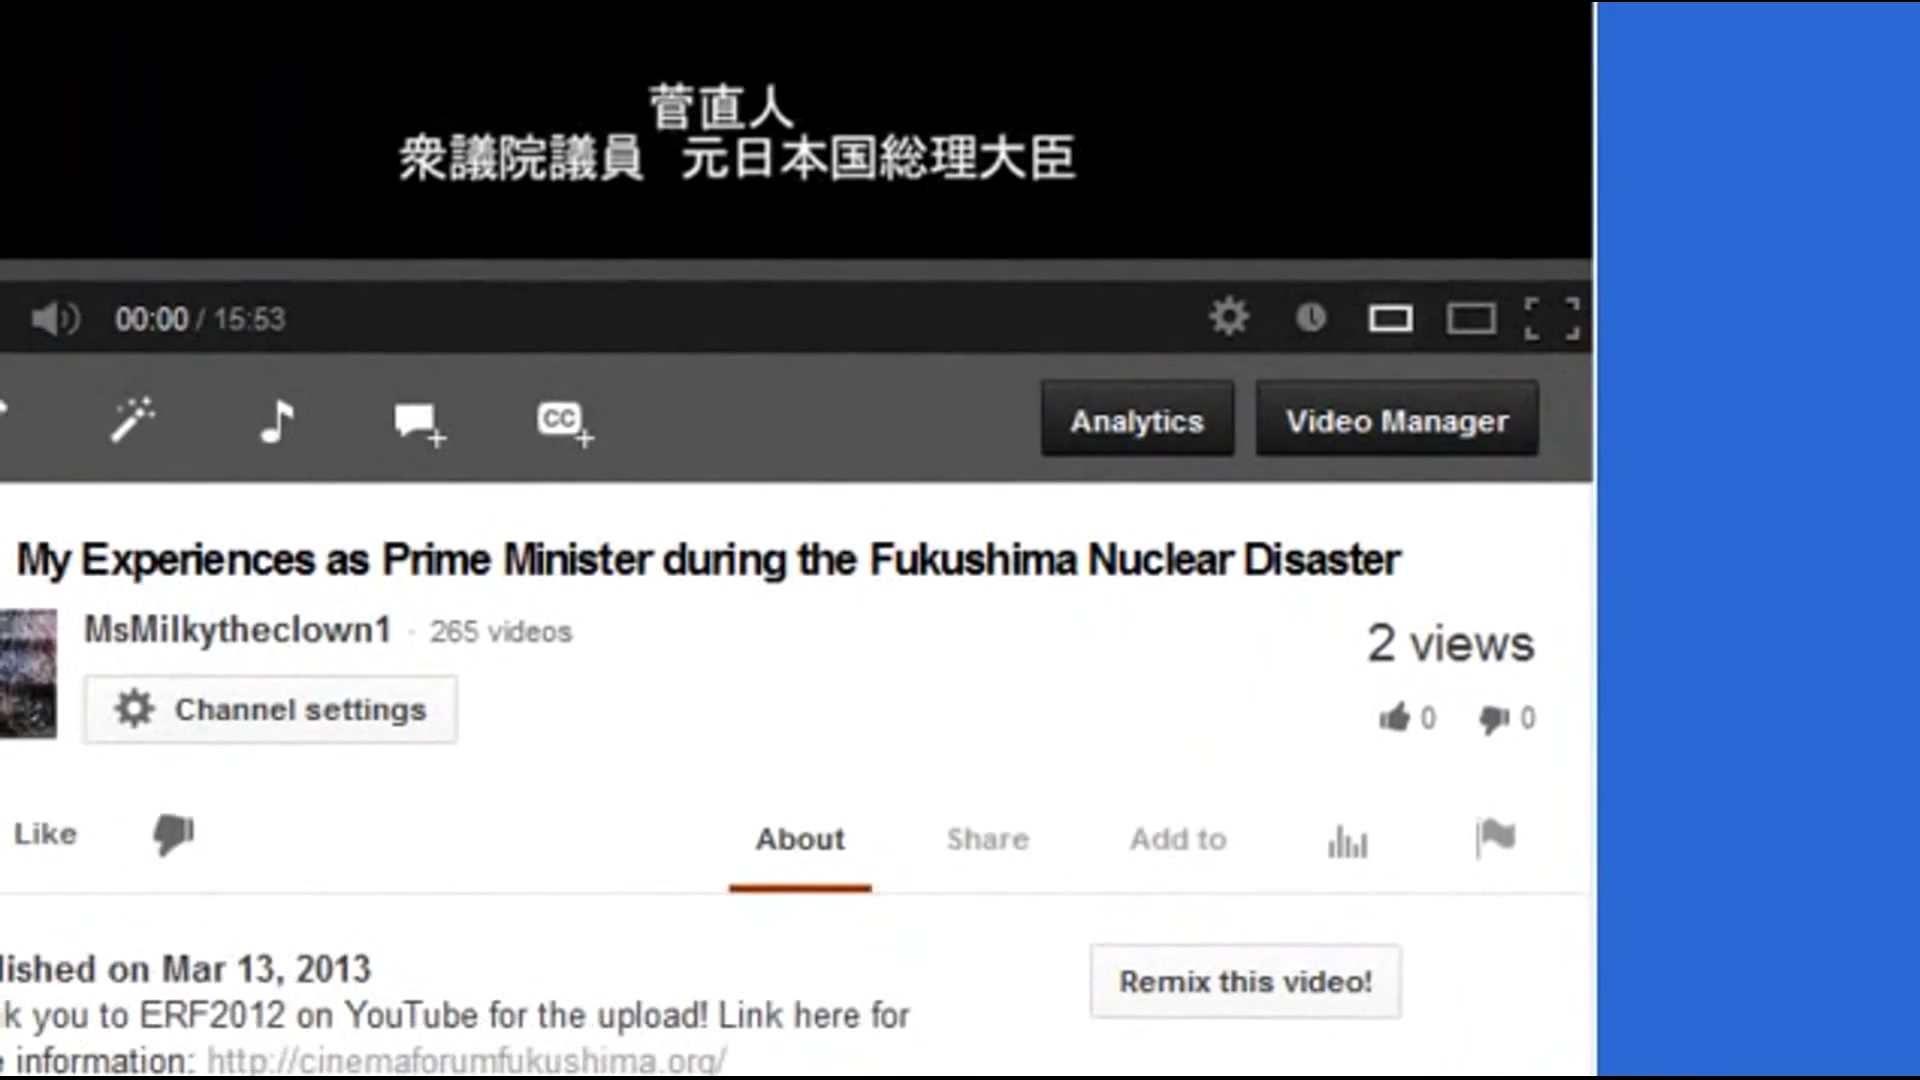 菅直人
衆議院議員 元日本国総理大臣
00:00 / 15:53
CC
Analytics
Video Manager
My Experiences as Prime Minister during the Fukushima Nuclear Disaster
MsMilkytheclown1 · 265 videos
2 views
Channel settings
0 0
Like
About
Share
Add to
lished on Mar 13, 2013
Remix this video!
k you to ERF2012 on YouTube for the upload! Link here for
e information: http://cinemaforumfukushima.org/